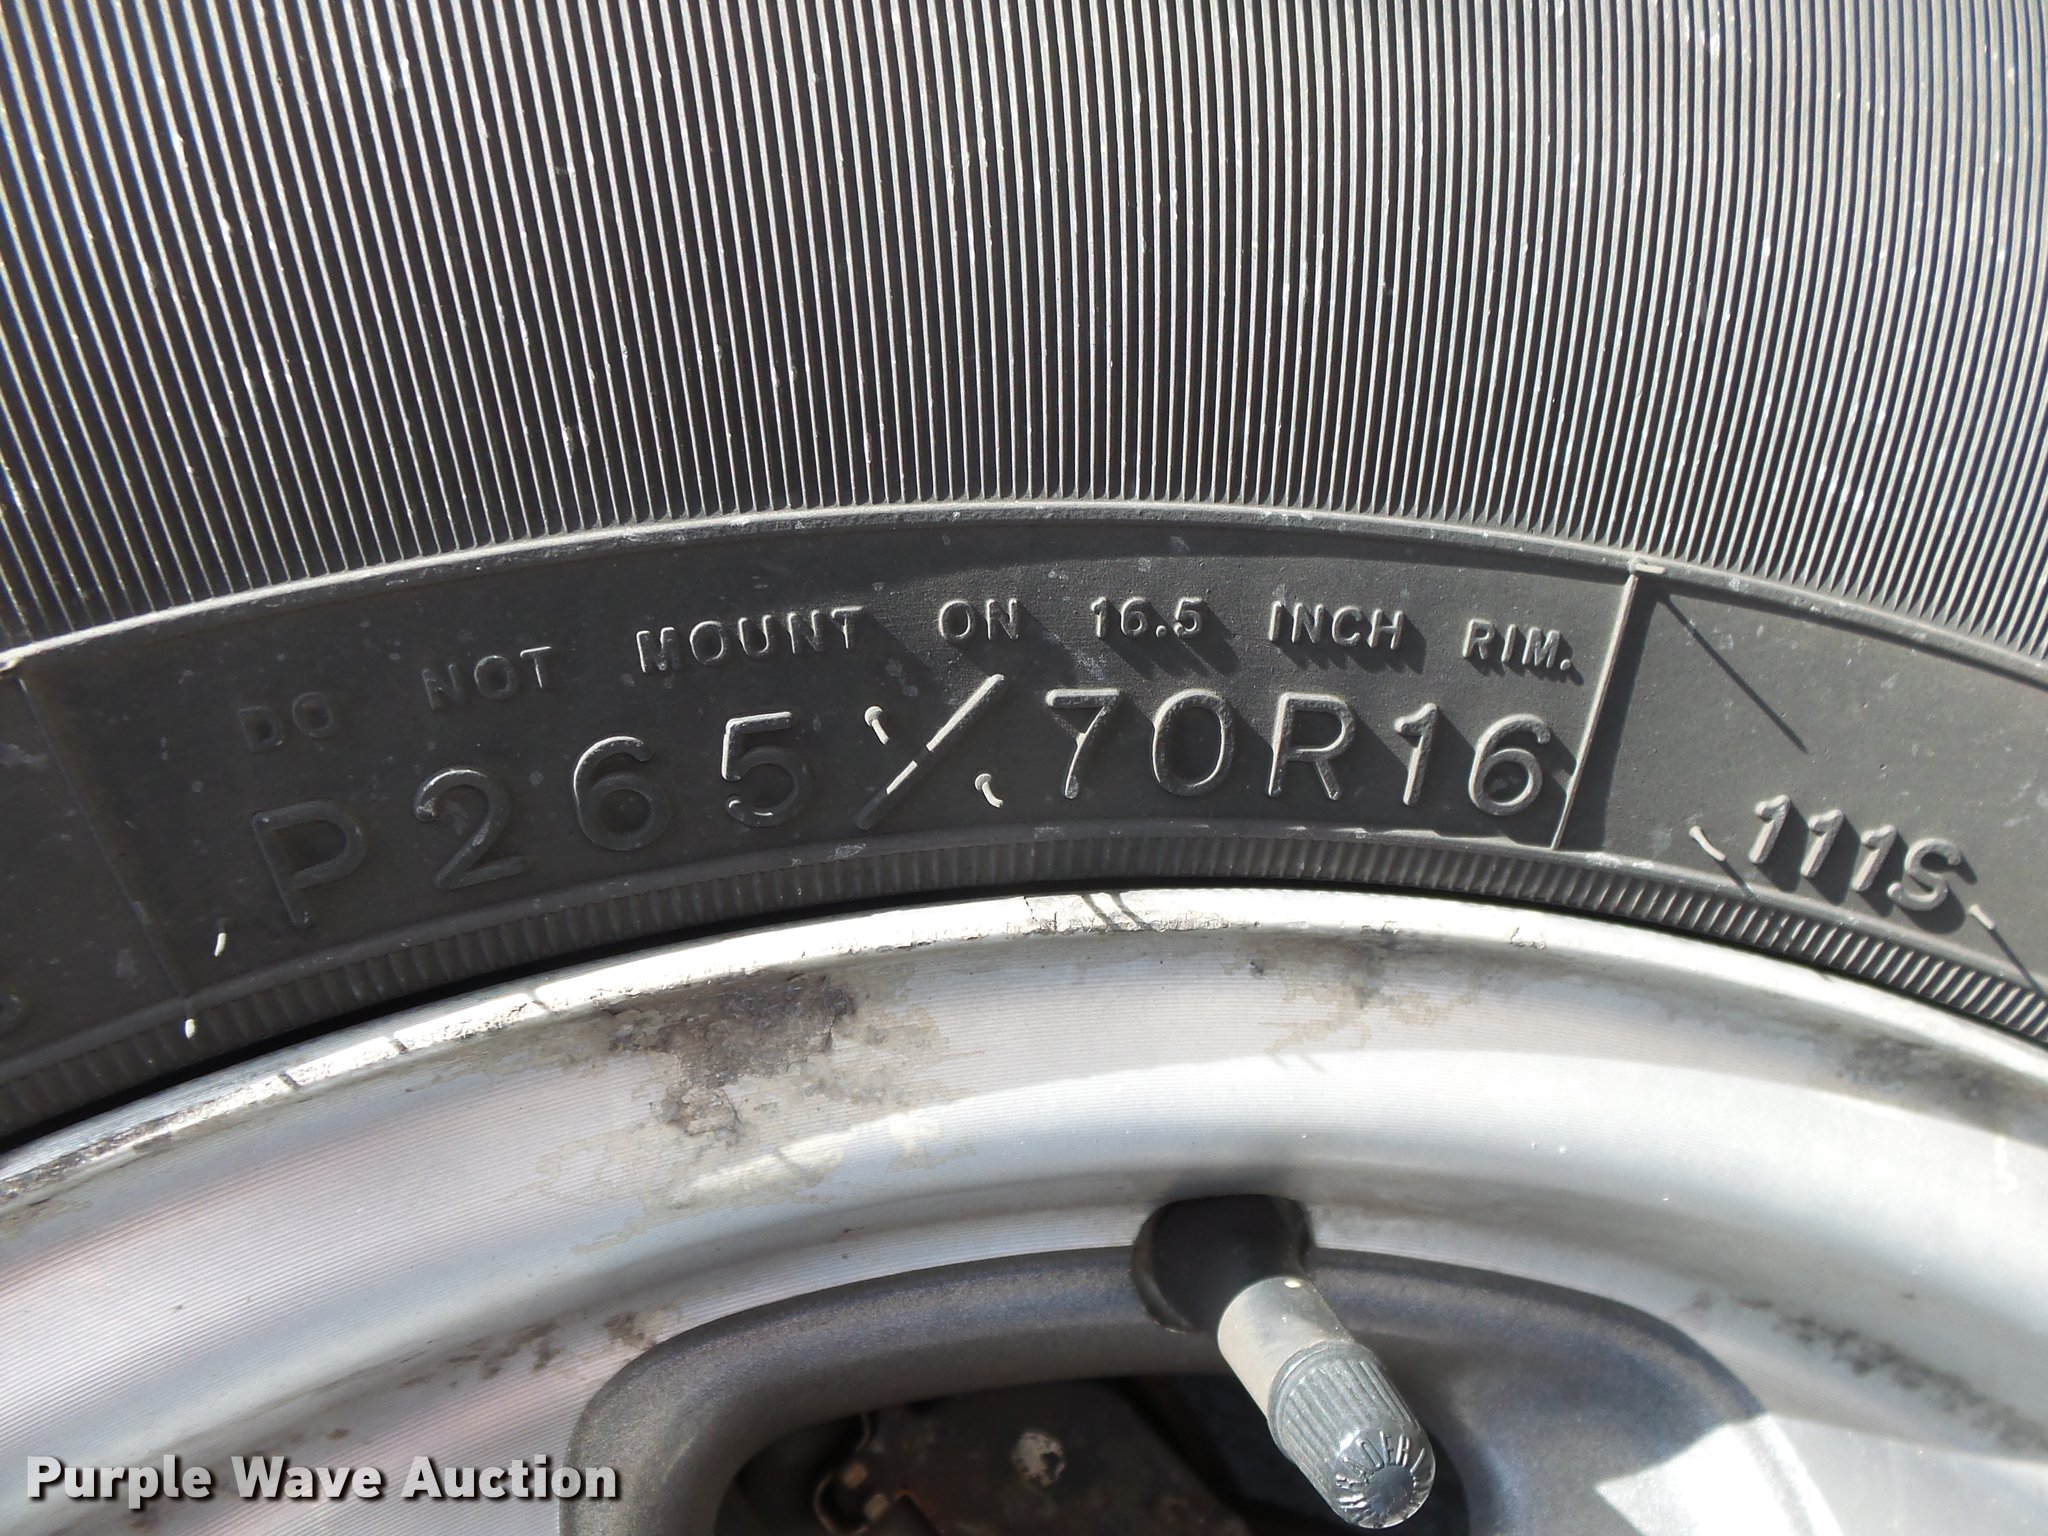 DO NOT MOUNT ON 16.5 INCH RIM.
P265/70R16
111S
Purple Wave Auction